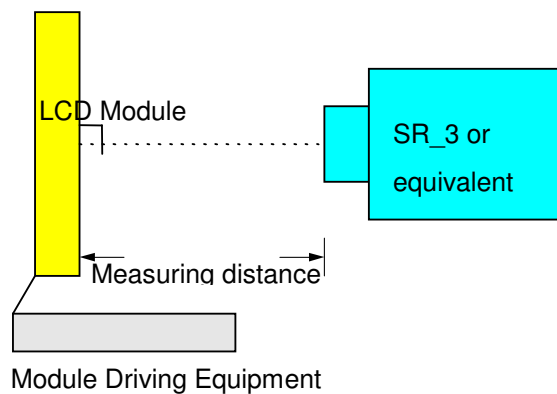 LCD Module
SR_3 or
equivalent
Measuring distance
Module Driving Equipment